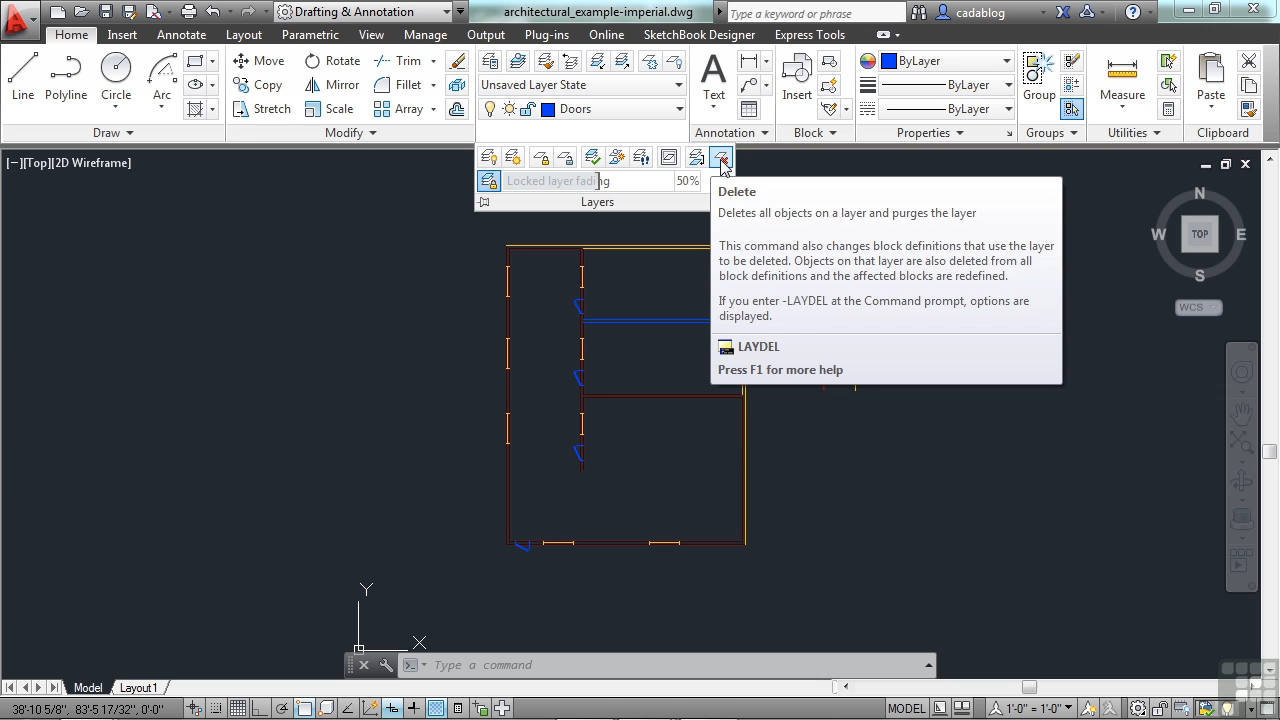 Drafting & Annotation
architectural_example-imperial.dwg
Type a keyword or phrase
cadablog
Home Insert Annotate Layout Parametric View Manage Output Plug-ins Online SketchBook Designer Express Tools
Line Polyline Circle Arc
Move Rotate Trim
Copy Mirror Fillet
Stretch Scale Array
Unsaved Layer State
Doors
Text
Insert
ByLayer
ByLayer
ByLayer
Group
Measure
Paste
Draw Modify Annotation Block Properties Groups Utilities Clipboard
[−][Top][2D Wireframe]
Locked layer fading 50%
Layers
Delete
Deletes all objects on a layer and purges the layer
This command also changes block definitions that use the layer
to be deleted. Objects on that layer are also deleted from all
block definitions and the affected blocks are redefined.
If you enter -LAYDEL at the Command prompt, options are
displayed.
LAYDEL
Press F1 for more help
N
W TOP E
S
WCS
Y
X
Type a command
Model Layout1
38'-10 5/8", 83'-5 17/32", 0'-0"
MODEL
1'-0" = 1'-0"